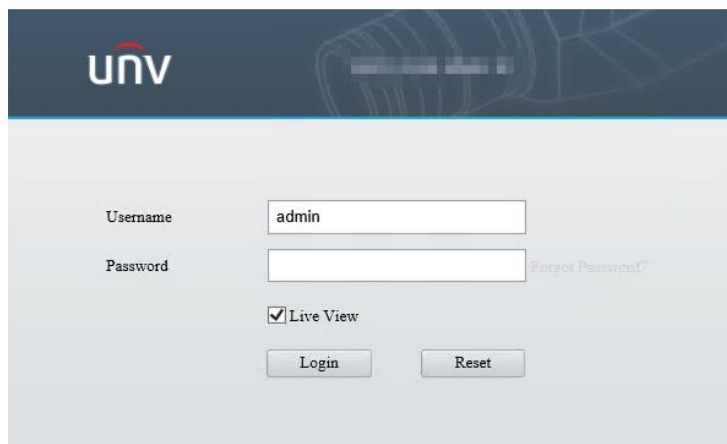 unv
Username
admin
Password
Forgot Password?
Live View
Login
Reset